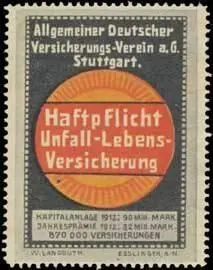 Allgemeiner Deutscher
Versicherungs-Verein a.G.
Stuttgart.
Haftpflicht
Unfall-Lebens-
Versicherung
KAPITALANLAGE 1912: 90 MILL. MARK
JAHRESPRÄMIE 1912: 32 MILL. MARK
870 000 VERSICHERUNGEN
W. LANGGUTH ESSLINGEN A/N.